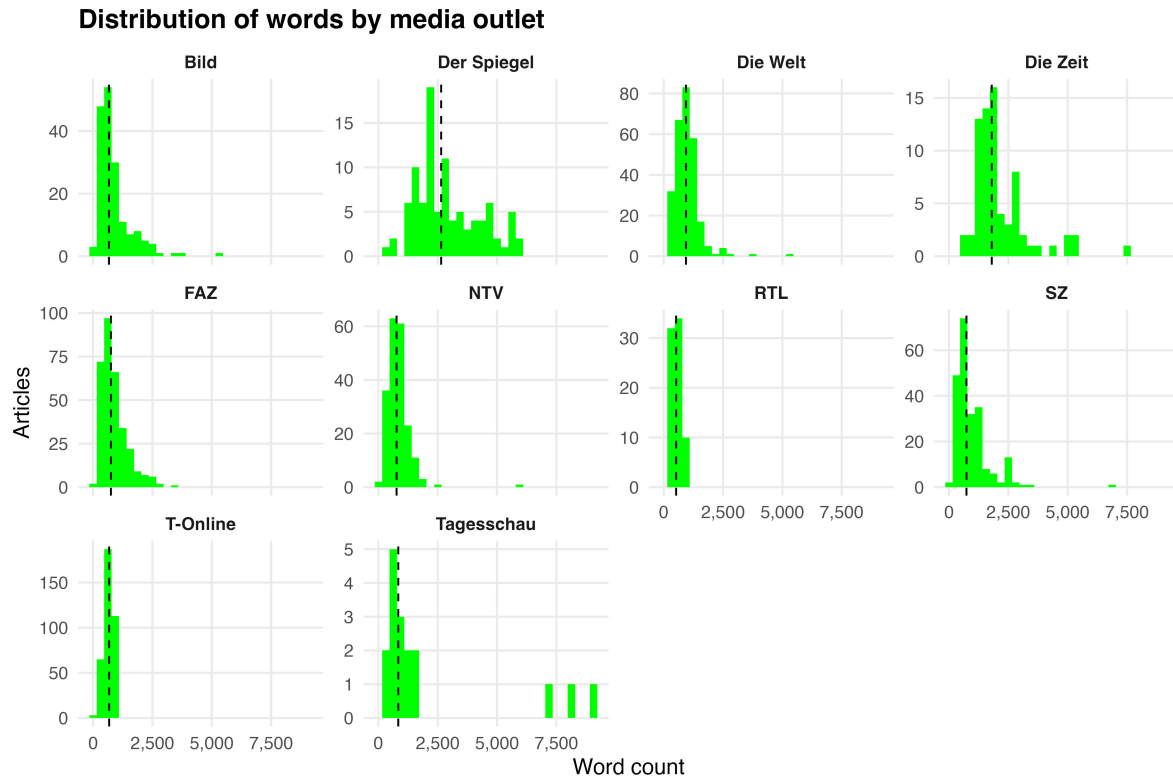 Distribution of words by media outlet
Bild
Der Spiegel
Die Welt
Die Zeit
40
20
0
15
10
5
0
80
60
40
20
0
15
10
5
0
FAZ
NTV
RTL
SZ
100
75
50
25
0
60
40
20
0
30
20
10
0
60
40
20
0
0 2,500 5,000 7,500
0 2,500 5,000 7,500
T-Online
Tagesschau
150
100
50
0
5
4
3
2
1
0
0 2,500 5,000 7,500
0 2,500 5,000 7,500
Articles
Word count